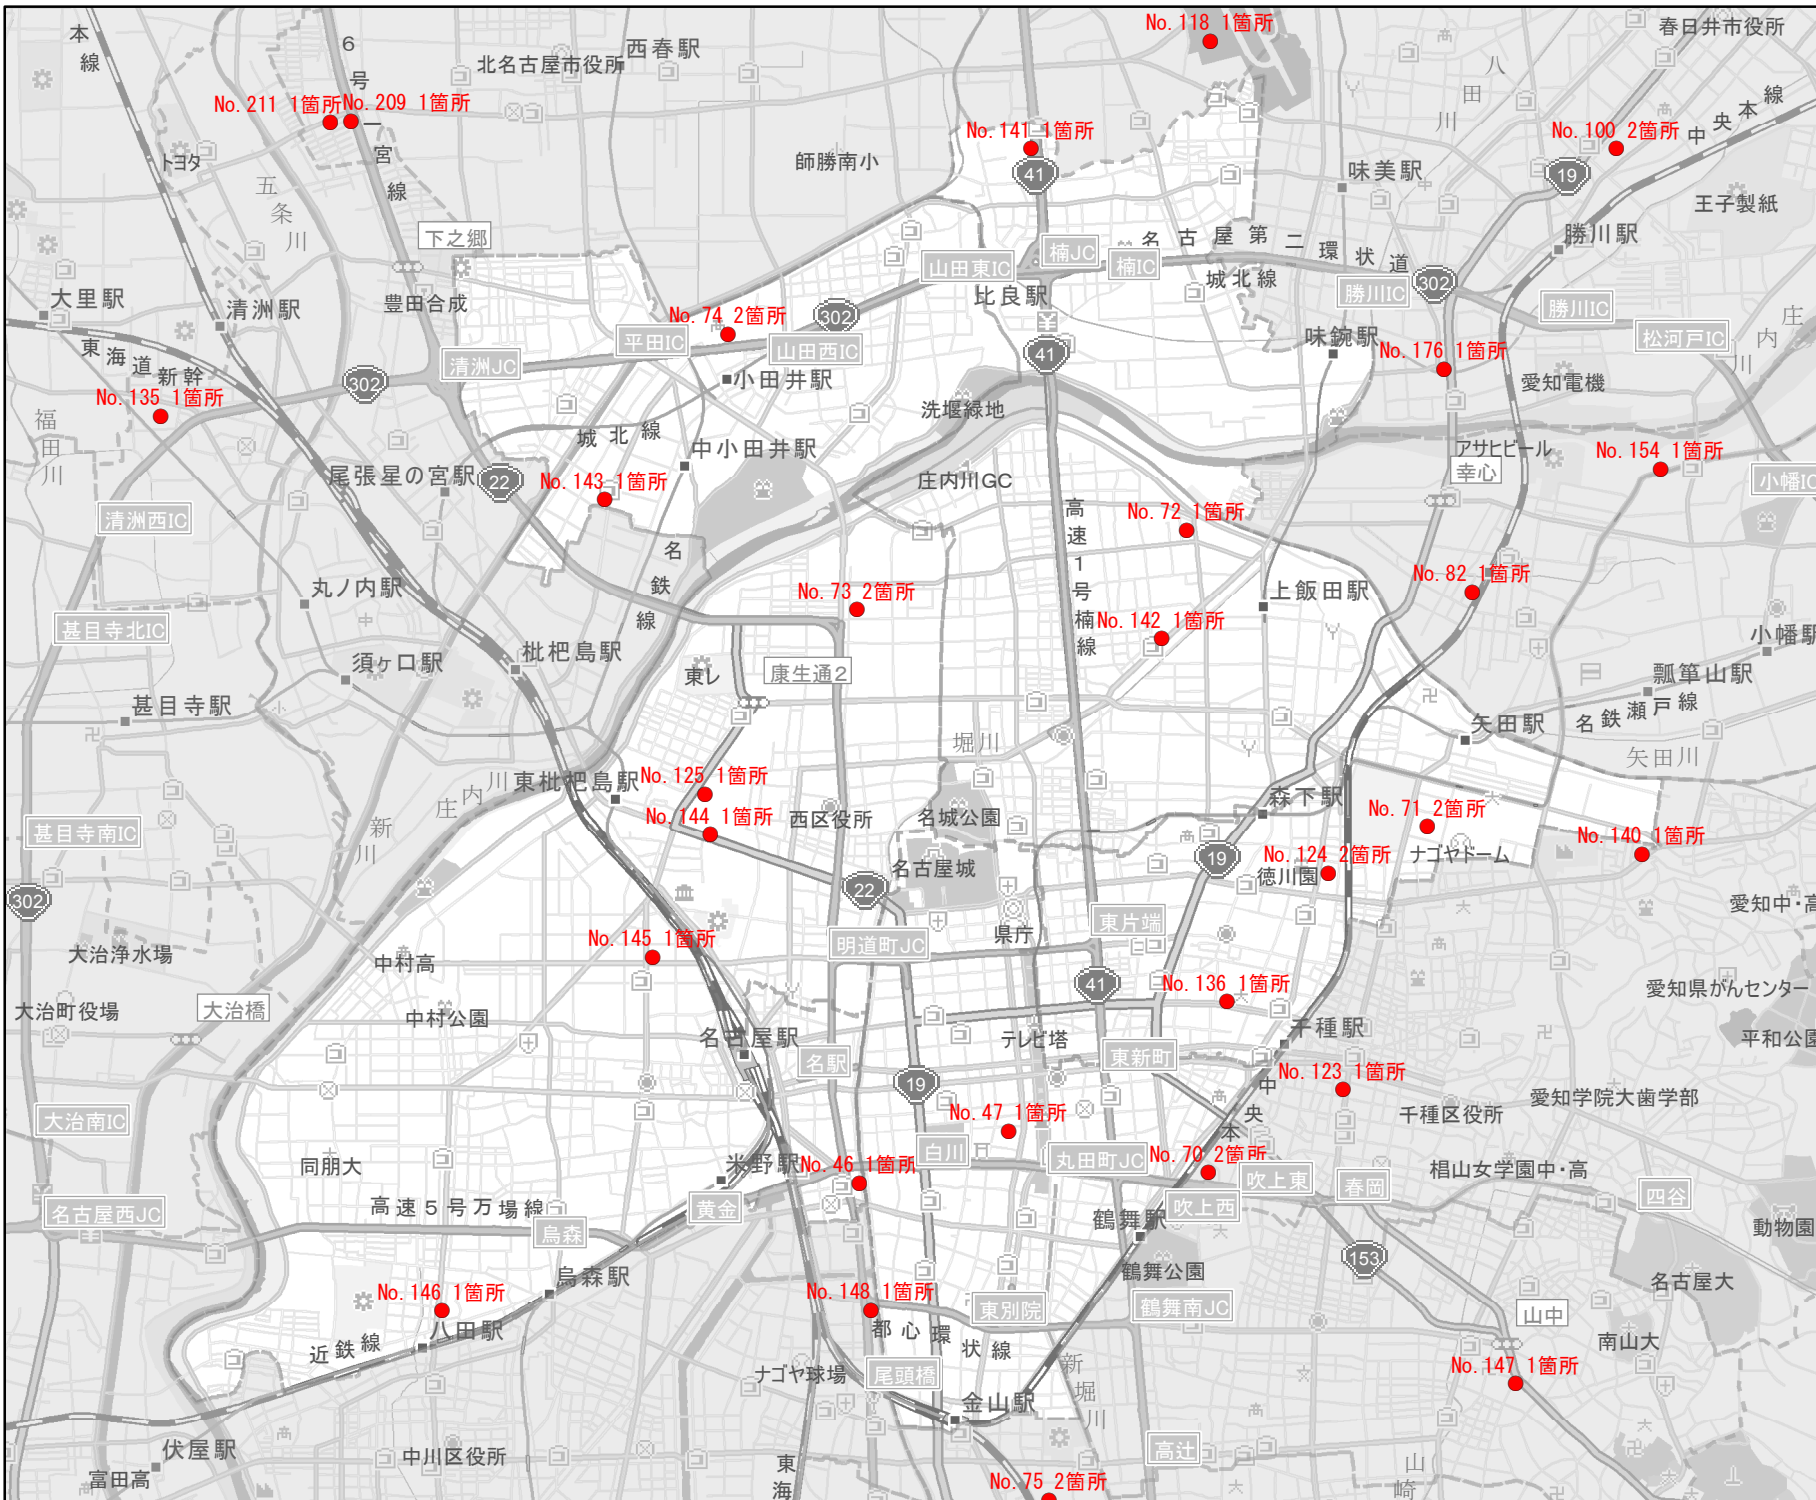 No.118 1箇所
春日井市役所
本線
6号一宮線
西春駅
北名古屋市役所
八田川
No.211 1箇所
No.209 1箇所
No.141 1箇所
No.100 2箇所
中央本線
トヨタ
師勝南小
41
味美駅
19
五条川
王子製紙
下之郷
名古屋第二環状道
勝川駅
楠JC
山田東IC
楠IC
城北線
大里駅
清洲駅
豊田合成
比良駅
勝川IC
302
勝川IC
庄内川
No.74 2箇所
302
松河戸IC
平田IC
山田西IC
東海道新幹
清洲JC
41
味鋺駅
No.176 1箇所
302
小田井駅
愛知電機
No.135 1箇所
福田川
洗堰緑地
城北線
中小田井駅
アサヒビール
No.154 1箇所
尾張星の宮駅
22
No.143 1箇所
庄内川GC
幸心
小幡IC
清洲西IC
高速1号楠線
No.72 1箇所
名鉄線
No.82 1箇所
丸ノ内駅
No.73 2箇所
上飯田駅
甚目寺北IC
No.142 1箇所
小幡駅
須ヶ口駅
枇杷島駅
東レ
康生通2
瓢箪山駅
甚目寺駅
名鉄瀬戸線
矢田駅
堀川
矢田川
庄内川
東枇杷島駅
No.125 1箇所
森下駅
新川
No.144 1箇所
西区役所
名城公園
No.71 2箇所
甚目寺南IC
No.140 1箇所
19
No.124 2箇所
ナゴヤドーム
名古屋城
徳川園
302
22
愛知中・高
東片端
大治浄水場
中村高
No.145 1箇所
明道町JC
県庁
41
愛知県がんセンター
大治町役場
大治橋
中村公園
No.136 1箇所
名古屋駅
テレビ塔
千種駅
平和公園
名駅
東新町
19
No.123 1箇所
中央本
大治南IC
No.47 1箇所
千種区役所
愛知学院大歯学部
白川
同朋大
米野駅
No.46 1箇所
丸田町JC
No.70 2箇所
吹上東
椙山女学園中・高
春岡
四谷
名古屋西JC
高速5号万場線
黄金
吹上西
鶴舞駅
動物園
烏森
153
烏森駅
鶴舞公園
名古屋大
No.146 1箇所
No.148 1箇所
東別院
鶴舞南JC
山中
八田駅
都心環状線
南山大
近鉄線
ナゴヤ球場
尾頭橋
新堀川
No.147 1箇所
金山駅
伏屋駅
中川区役所
高辻
東海
山崎
富田高
No.75 2箇所